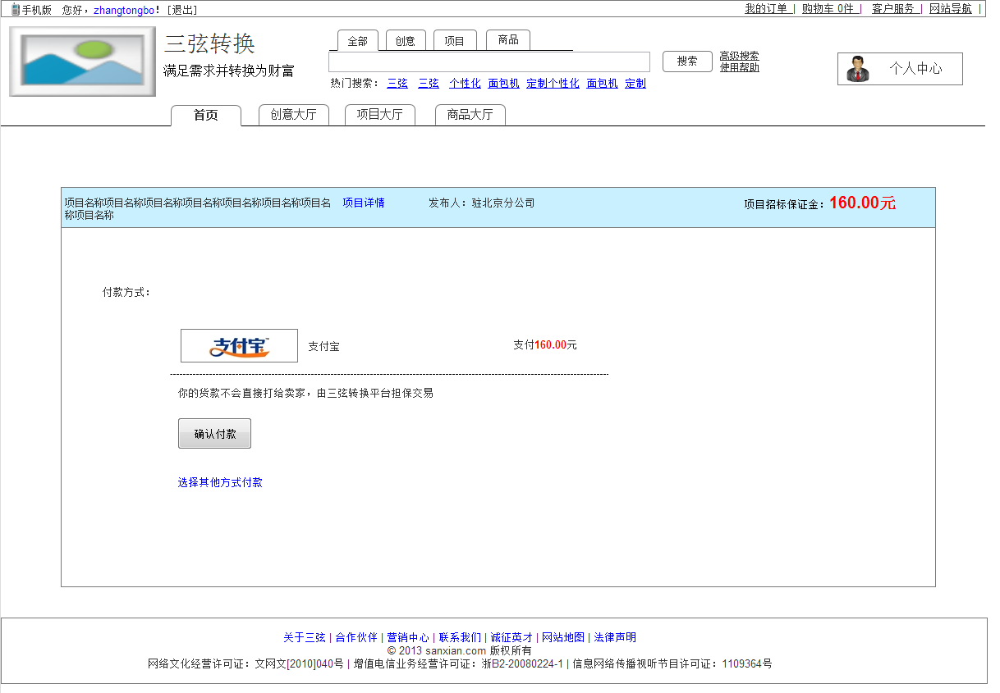 手机版 您好，zhangtongbo！[退出]
我的订单 | 购物车 0件 | 客户服务 | 网站导航 |
三弦转换
满足需求并转换为财富
全部 创意 项目 商品
搜索
高级搜索
使用帮助
热门搜索： 三弦 三弦 个性化 面包机 定制个性化 面包机 定制
个人中心
首页 创意大厅 项目大厅 商品大厅
项目名称项目名称项目名称项目名称项目名称项目名称项目名 项目详情 发布人：驻北京分公司 项目招标保证金：160.00元
称项目名称
付款方式：
支付宝 支付宝 支付160.00元
你的货款不会直接打给卖家，由三弦转换平台担保交易
确认付款
选择其他方式付款
关于三弦 | 合作伙伴 | 营销中心 | 联系我们 | 诚征英才 | 网站地图 | 法律声明
© 2013 sanxian.com 版权所有
网络文化经营许可证：文网文[2010]040号 | 增值电信业务经营许可证：浙B2-20080224-1 | 信息网络传播视听节目许可证：1109364号